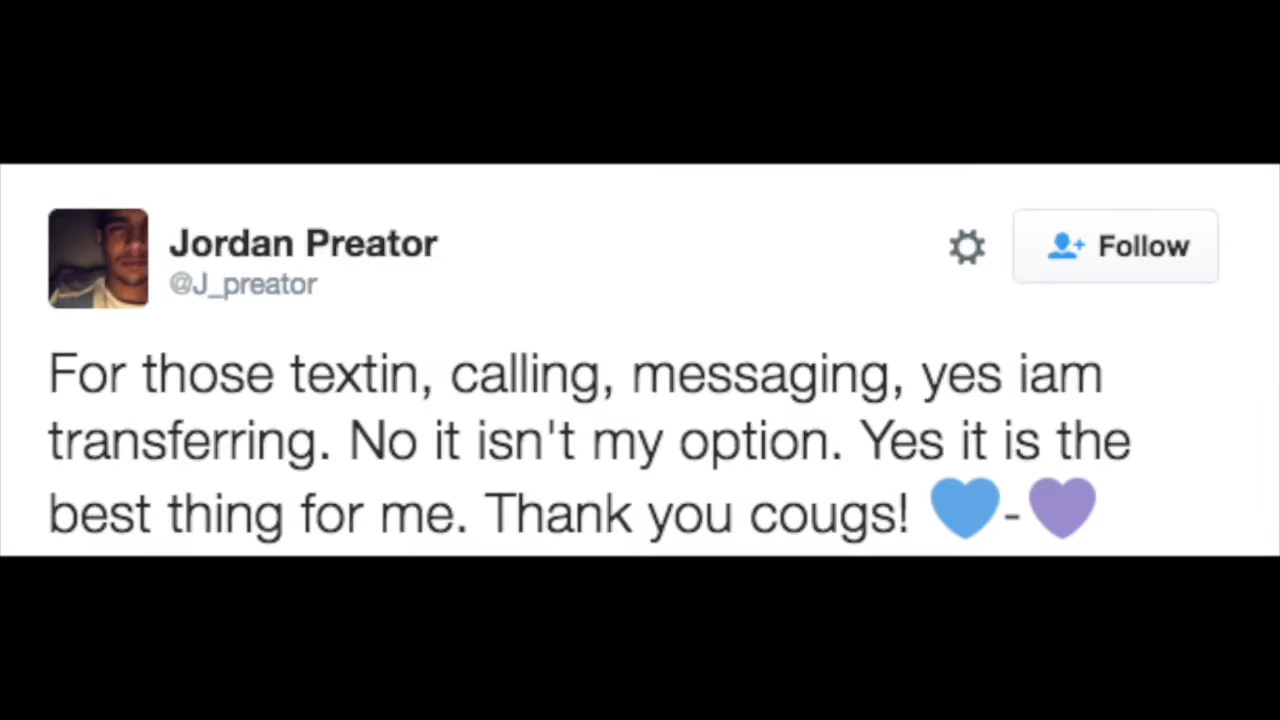 Jordan Preator
@J_preator
Follow
For those textin, calling, messaging, yes iam
transferring. No it isn't my option. Yes it is the
best thing for me. Thank you cougs! 💙-💜